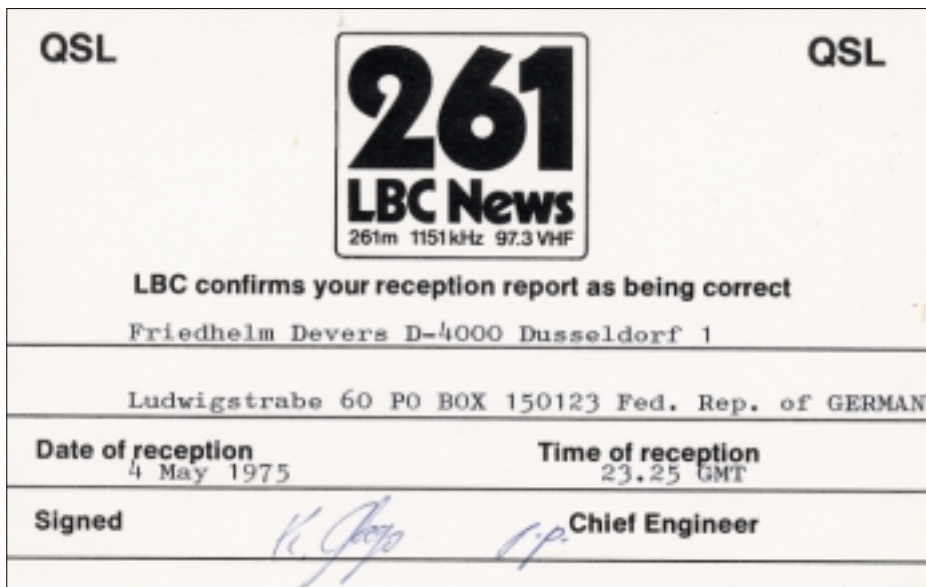 QSL QSL
261
LBC News
261m 1151kHz 97.3 VHF
LBC confirms your reception report as being correct
Friedhelm Devers D-4000 Dusseldorf 1
Ludwigstrabe 60 PO BOX 150123 Fed. Rep. of GERMAN
Date of reception Time of reception
4 May 1975 23.25 GMT
Signed p.p. Chief Engineer